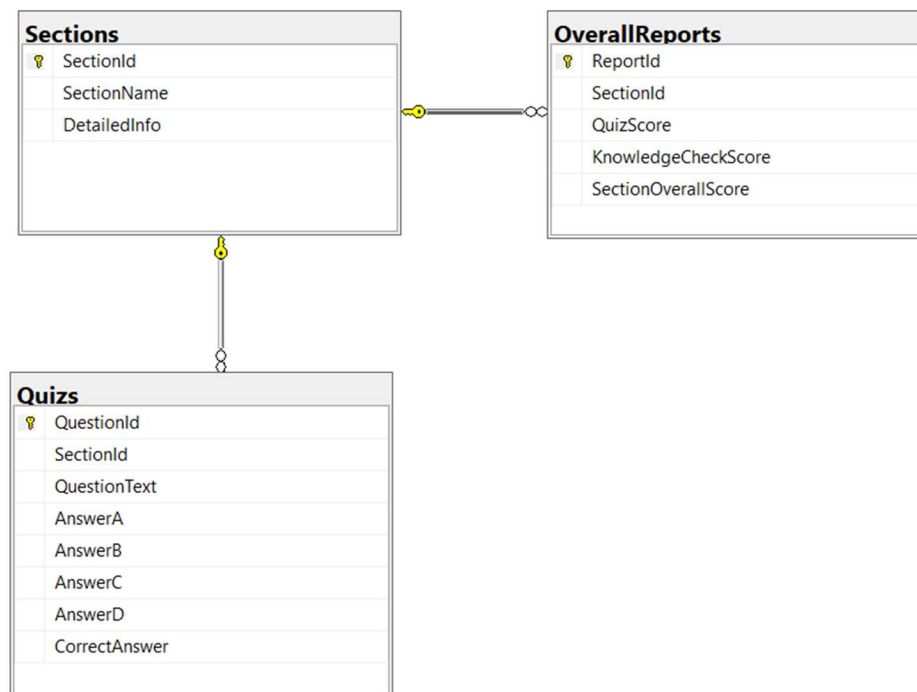 Sections
SectionId
SectionName
DetailedInfo
OverallReports
ReportId
SectionId
QuizScore
KnowledgeCheckScore
SectionOverallScore
Quizs
QuestionId
SectionId
QuestionText
AnswerA
AnswerB
AnswerC
AnswerD
CorrectAnswer